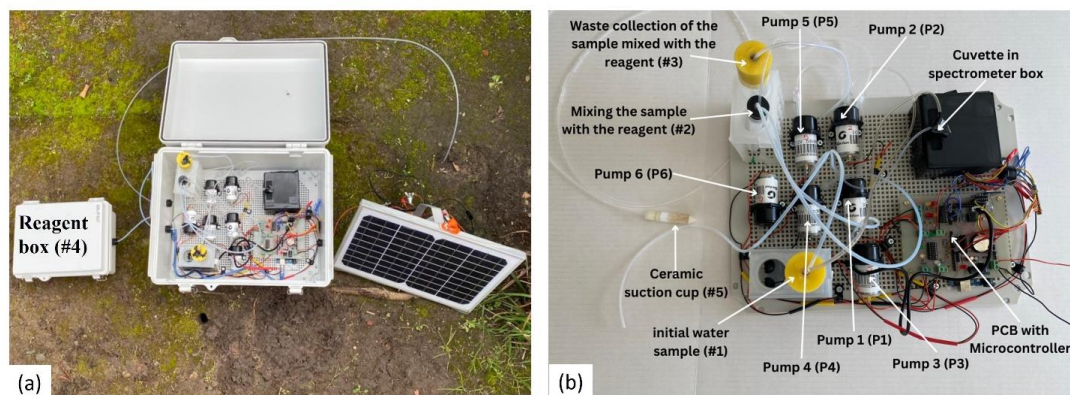 Reagent
box (#4)
(a)
Pump 5 (P5)
Waste collection of the
sample mixed with the
reagent (#3)
Pump 2 (P2)
Cuvette in
spectrometer box
Mixing the sample
with the reagent (#2)
Pump 6 (P6)
Ceramic
suction cup (#5)
initial water
sample (#1)
Pump 1 (P1)
Pump 4 (P4)
Pump 3 (P3)
PCB with
Microcontroller
(b)